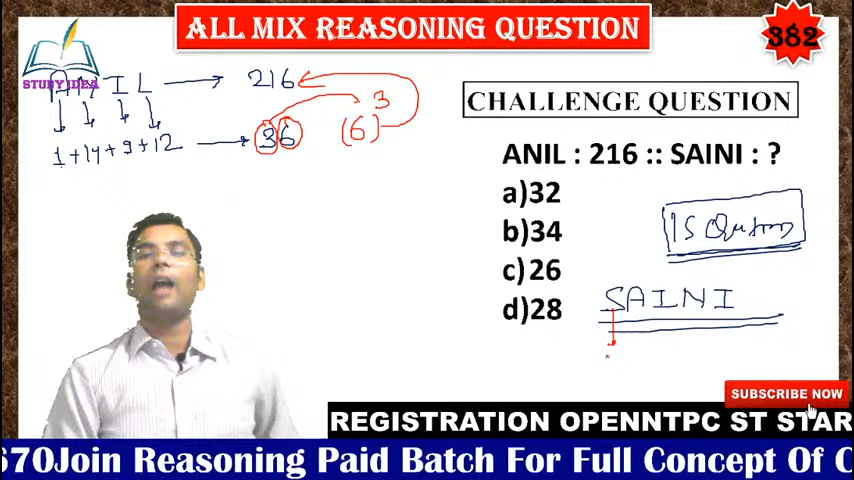 ALL MIX REASONING QUESTION
382
STUDY IDEA
A N I L → 216
1+14+9+12 → 36 (6) 3
CHALLENGE QUESTION
ANIL : 216 :: SAINI : ?
a)32
b)34
c)26
d)28
15 Question
SAINI
SUBSCRIBE NOW
REGISTRATION OPENNTPC ST STAR
670Join Reasoning Paid Batch For Full Concept Of C